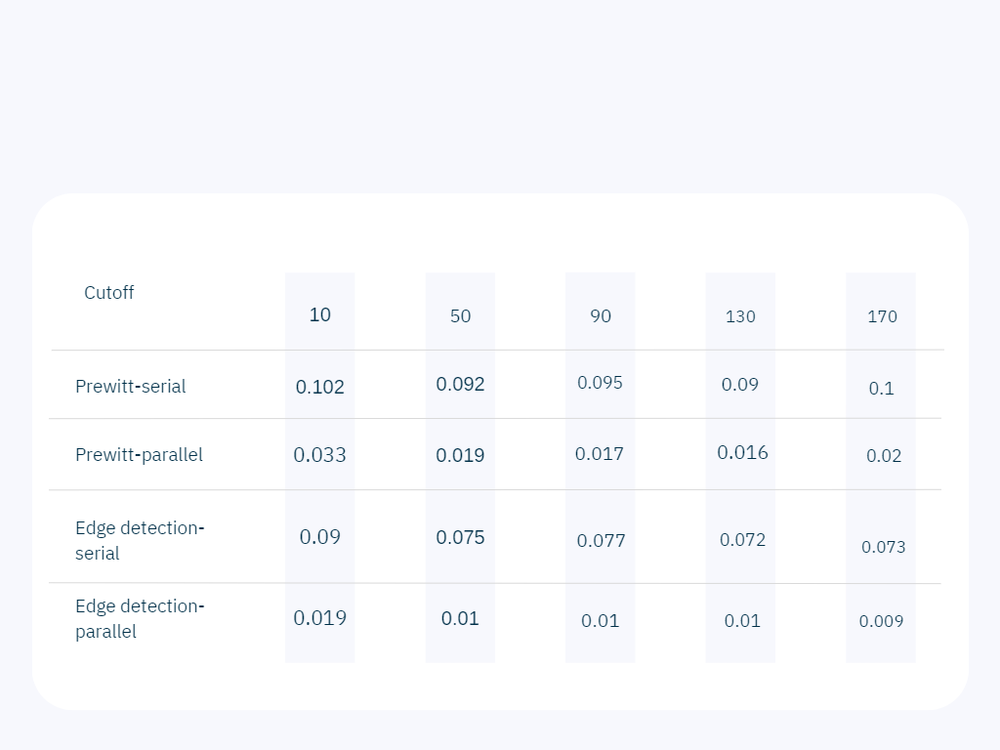 Cutoff 10 50 90 130 170
Prewitt-serial 0.102 0.092 0.095 0.09 0.1
Prewitt-parallel 0.033 0.019 0.017 0.016 0.02
Edge detection-
serial 0.09 0.075 0.077 0.072 0.073
Edge detection-
parallel 0.019 0.01 0.01 0.01 0.009